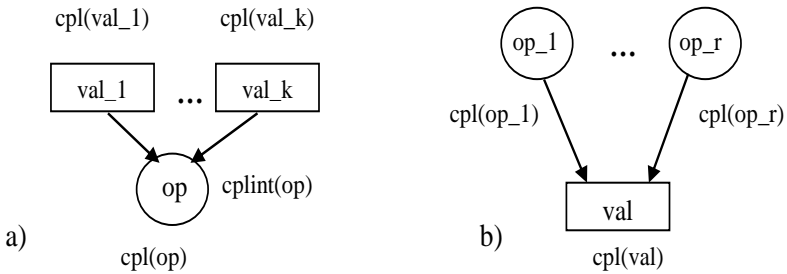 cpl(val_1) cpl(val_k)
val_1 ... val_k
op cplint(op)
a)
cpl(op)
op_1 ... op_r
cpl(op_1) cpl(op_r)
val
b)
cpl(val)